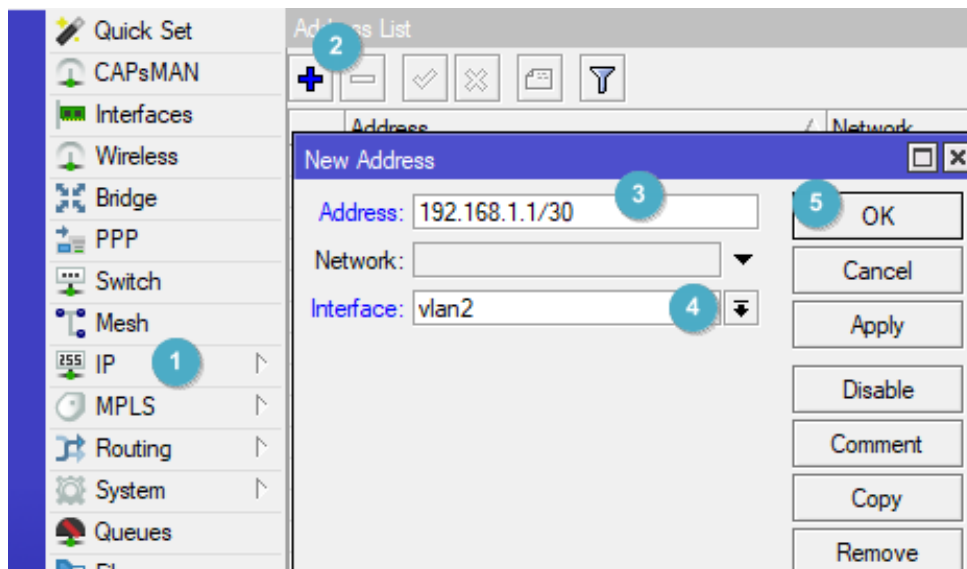 Quick Set
CAPsMAN
Interfaces
Wireless
Bridge
PPP
Switch
Mesh
255
IP
1
MPLS
Routing
System
Queues
Address List
2
Address
Network
New Address
Address: 192.168.1.1/30
3
Network:
Interface: vlan2
4
5
OK
Cancel
Apply
Disable
Comment
Copy
Remove